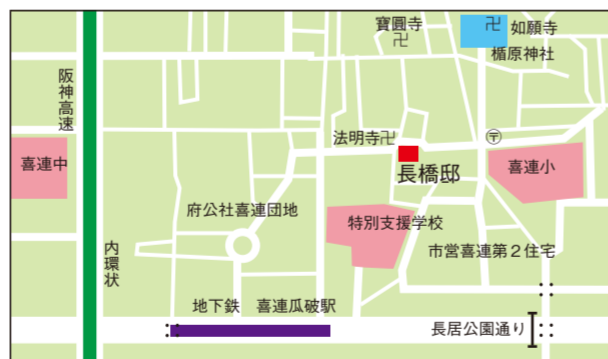 寶圓寺
卍
卍
如願寺
楯原神社
阪神高速
法明寺卍
〒
喜連中
長橋邸
喜連小
府公社喜連団地
特別支援学校
市営喜連第２住宅
内環状
地下鉄　喜連瓜破駅
長居公園通り